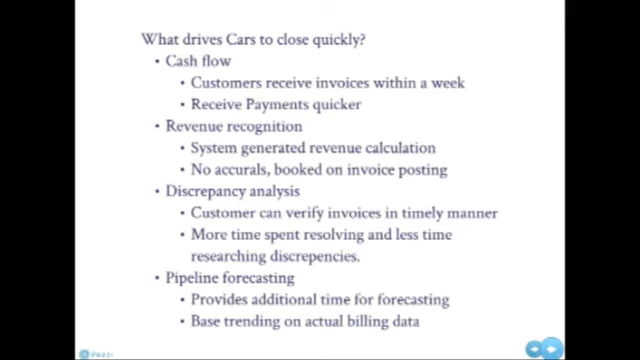 What drives Cars to close quickly?
• Cash flow
• Customers receive invoices within a week
• Receive Payments quicker
• Revenue recognition
• System generated revenue calculation
• No accurals, booked on invoice posting
• Discrepancy analysis
• Customer can verify invoices in timely manner
• More time spent resolving and less time
researching discrepencies.
• Pipeline forecasting
• Provides additional time for forecasting
• Base trending on actual billing data